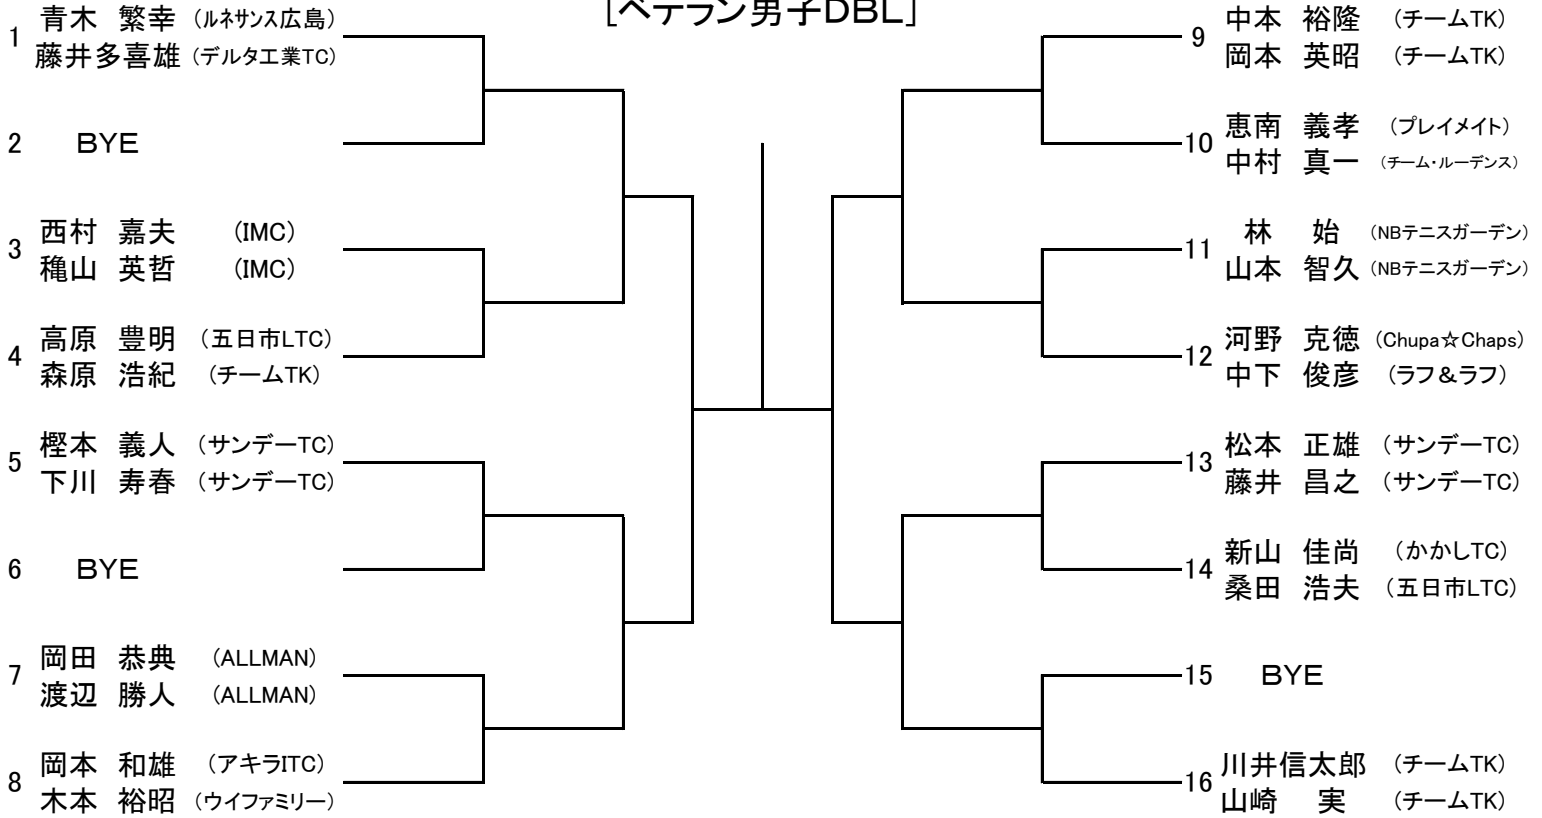 [ベテラン男子DBL]
1
青木 繁幸 (ルネサンス広島)
藤井多喜雄 (デルタ工業TC)
2 BYE
3
西村 嘉夫 (IMC)
穐山 英哲 (IMC)
4
高原 豊明 (五日市LTC)
森原 浩紀 (チームTK)
5
樫本 義人 (サンデーTC)
下川 寿春 (サンデーTC)
6 BYE
7
岡田 恭典 (ALLMAN)
渡辺 勝人 (ALLMAN)
8
岡本 和雄 (アキラITC)
木本 裕昭 (ウイファミリー)
9
中本 裕隆 (チームTK)
岡本 英昭 (チームTK)
10
恵南 義孝 (プレイメイト)
中村 真一 (チーム・ルーデンス)
11
林 始 (NBテニスガーデン)
山本 智久 (NBテニスガーデン)
12
河野 克徳 (Chupa☆Chaps)
中下 俊彦 (ラフ&ラフ)
13
松本 正雄 (サンデーTC)
藤井 昌之 (サンデーTC)
14
新山 佳尚 (かかしTC)
桑田 浩夫 (五日市LTC)
15 BYE
16
川井信太郎 (チームTK)
山崎 実 (チームTK)